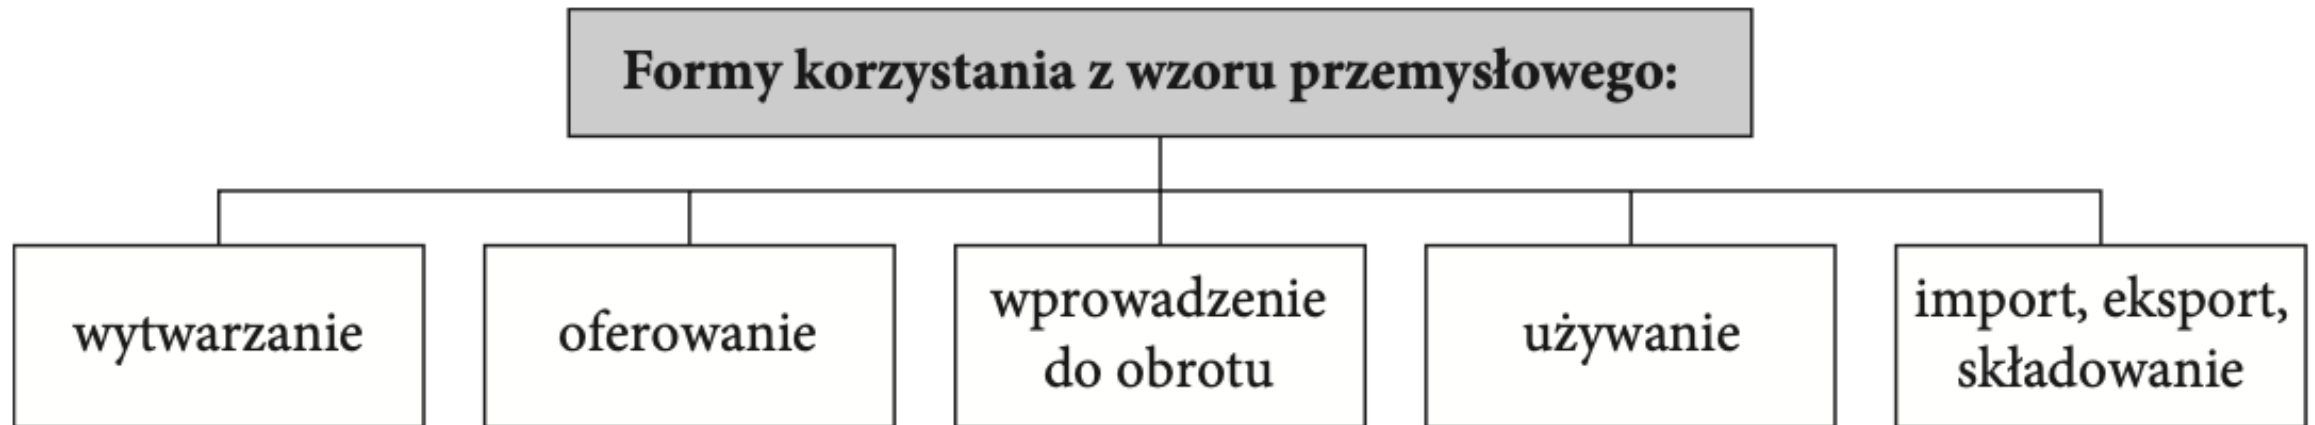 Formy korzystania z wzoru przemysłowego:
wytwarzanie
oferowanie
wprowadzenie
do obrotu
używanie
import, eksport,
składowanie